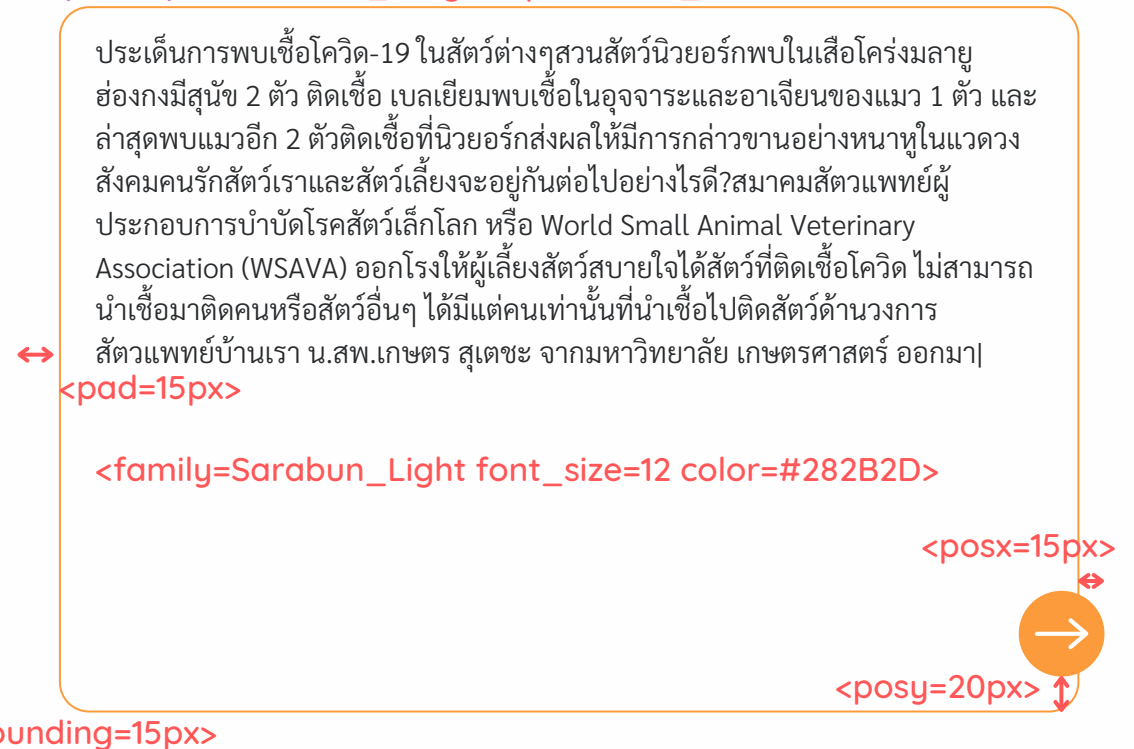 ประเด็นการพบเชื้อโควิด-19 ในสัตว์ต่างๆสวนสัตว์นิวยอร์กพบในเสือโคร่งมลายู
ฮ่องกงมีสุนัข 2 ตัว ติดเชื้อ เบลเยียมพบเชื้อในอุจจาระและอาเจียนของแมว 1 ตัว และ
ล่าสุดพบแมวอีก 2 ตัวติดเชื้อที่นิวยอร์กส่งผลให้มีการกล่าวขานอย่างหนาหูในแวดวง
สังคมคนรักสัตว์เราและสัตว์เลี้ยงจะอยู่กันต่อไปอย่างไรดี?สมาคมสัตวแพทย์ผู้
ประกอบการบำบัดโรคสัตว์เล็กโลก หรือ World Small Animal Veterinary
Association (WSAVA) ออกโรงให้ผู้เลี้ยงสัตว์สบายใจได้สัตว์ที่ติดเชื้อโควิด ไม่สามารถ
นำเชื้อมาติดคนหรือสัตว์อื่นๆ ได้มีแต่คนเท่านั้นที่นำเชื้อไปติดสัตว์ด้านวงการ
สัตวแพทย์บ้านเรา น.สพ.เกษตร สุเตชะ จากมหาวิทยาลัย เกษตรศาสตร์ ออกมา|
<pad=15px>
<family=Sarabun_Light font_size=12 color=#282B2D>
<posx=15px>
<posy=20px>
ounding=15px>